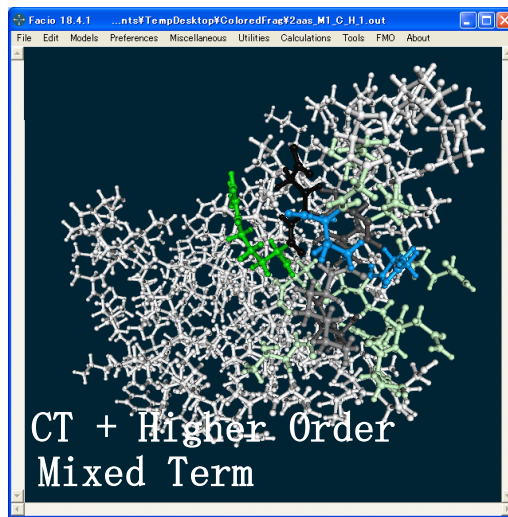 Facio 18.4.1 ...nts¥TempDesktop¥ColoredFrag¥2aas_M1_C_H_1.out
File Edit Models Preferences Miscellaneous Utilities Calculations Tools FMO About
CT + Higher Order
Mixed Term